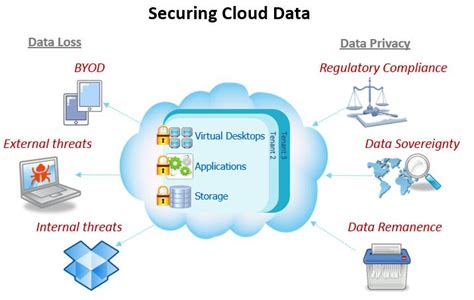 Securing Cloud Data
Data Loss
Data Privacy
BYOD
Regulatory Compliance
External threats
Data Sovereignty
Internal threats
Data Remanence
Virtual Desktops
Applications
Storage
Tenant 2
Tenant 3